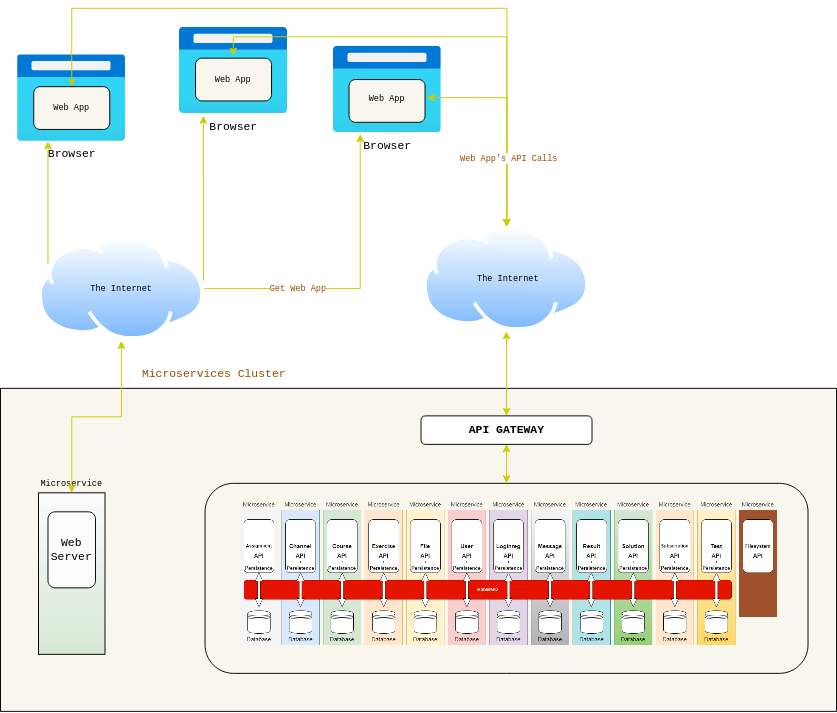 Web App
Web App
Web App
Browser
Browser
Browser
Web App's API Calls
The Internet
Get Web App
The Internet
Microservices Cluster
API GATEWAY
Microservice
Web
Server
Microservice Microservice Microservice Microservice Microservice Microservice Microservice Microservice Microservice Microservice Microservice Microservice Microservice
Assignment Channel Course Exercise File User Loginreg Message Result Solution Subscription Test Filesystem
API API API API API API API API API API API API API
- - - - - - - - - - - -
Persistence Persistence Persistence Persistence Persistence Persistence Persistence Persistence Persistence Persistence Persistence Persistence
RabbitMQ
Database Database Database Database Database Database Database Database Database Database Database Database